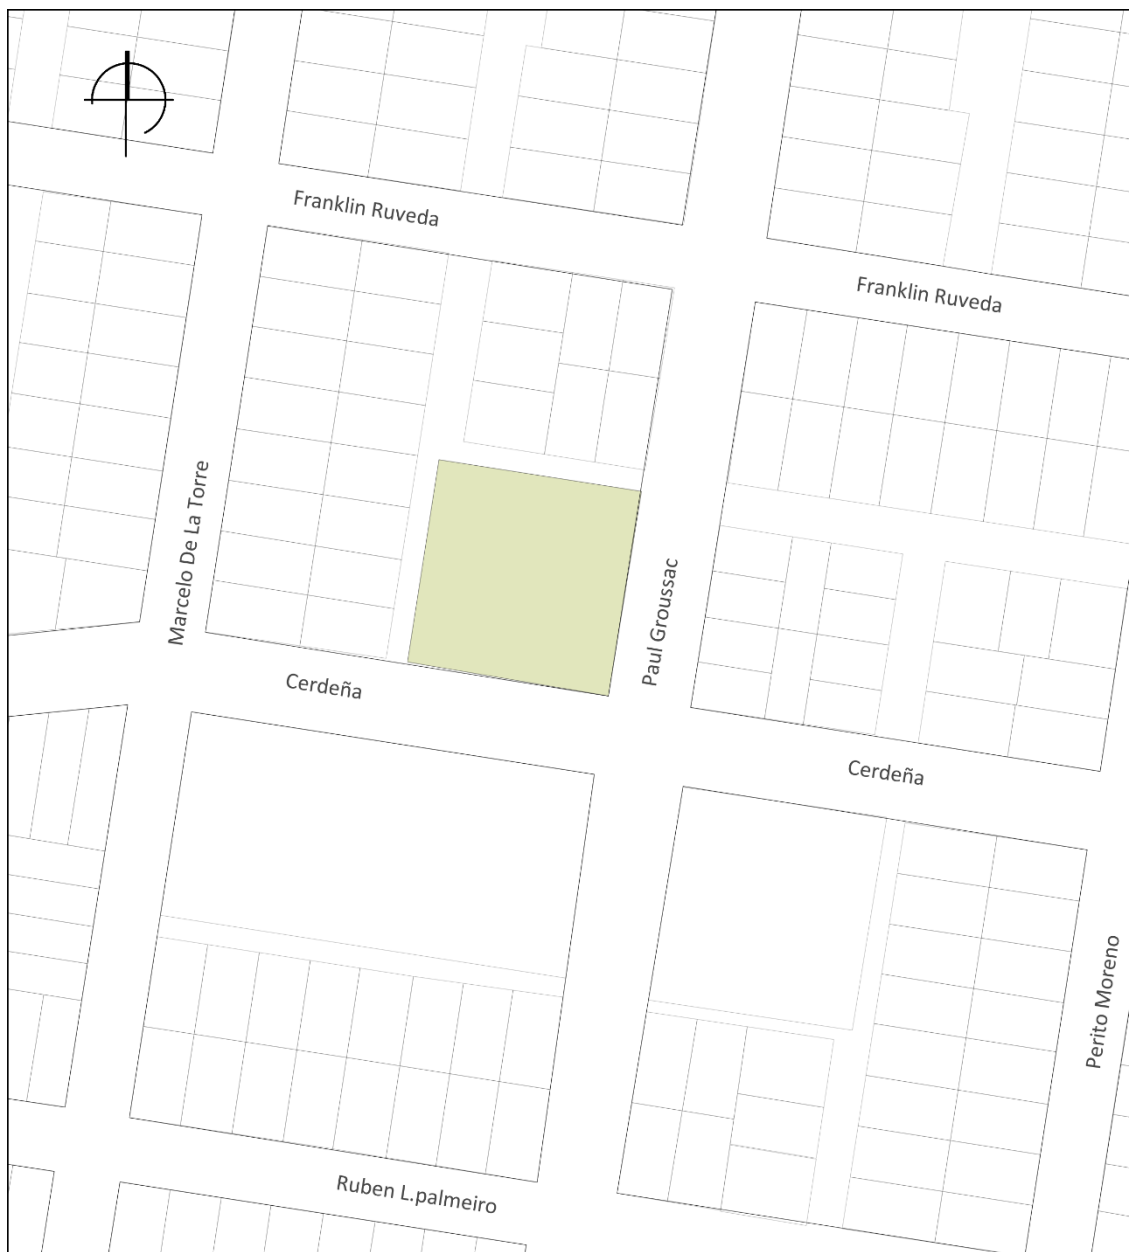 Franklin Ruveda
Franklin Ruveda
Marcelo De La Torre
Paul Groussac
Cerdeña
Cerdeña
Perito Moreno
Ruben L.palmeiro